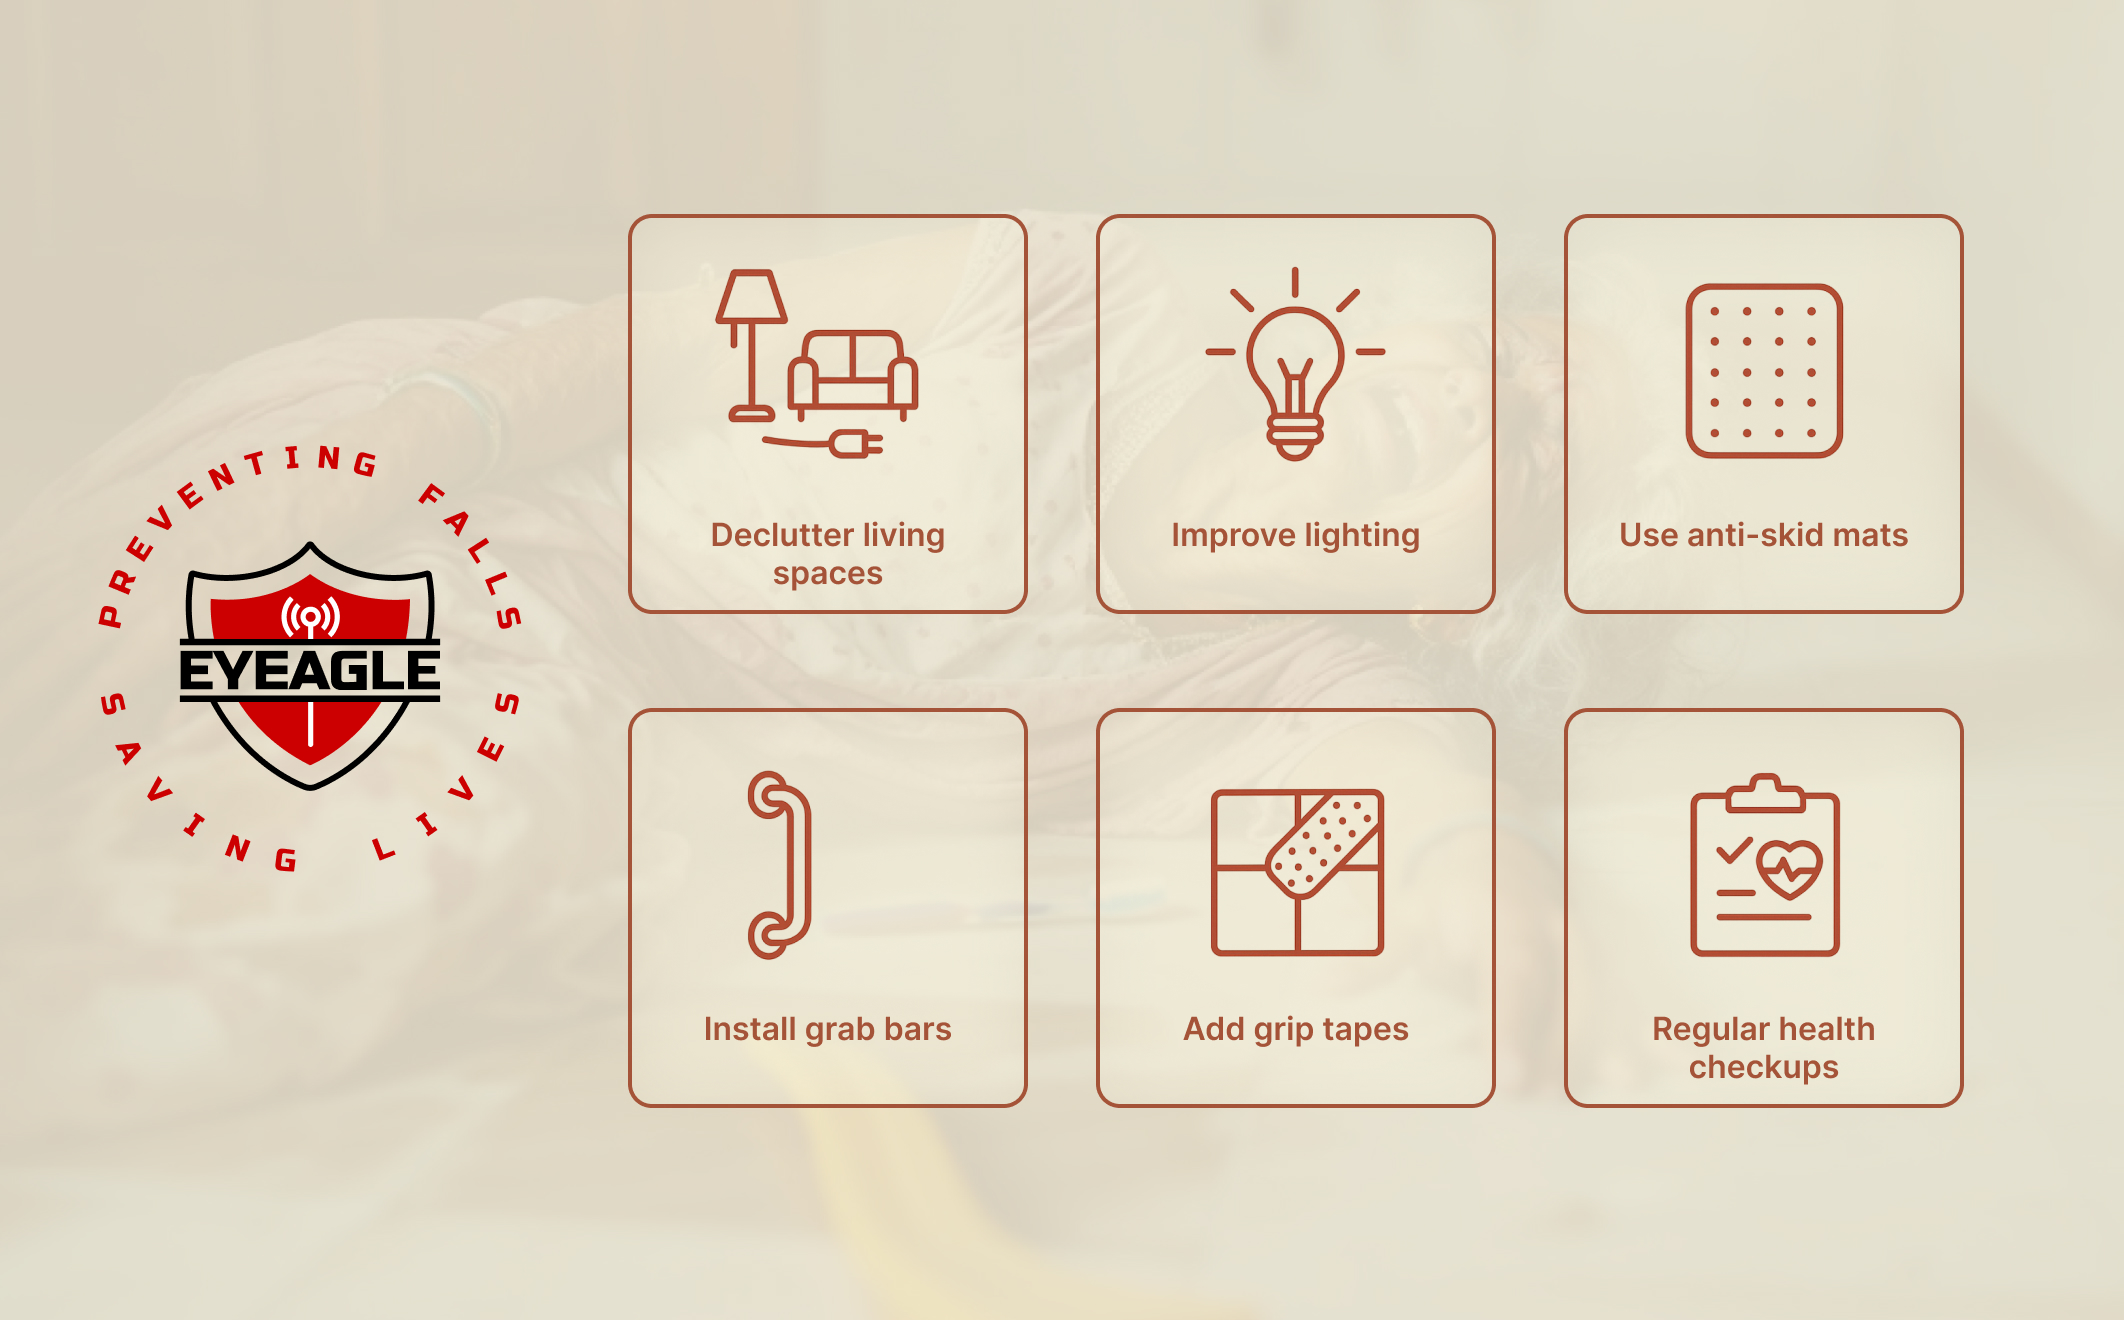 PREVENTING FALLS
EYEAGLE
SAVING LIVES
Declutter living
spaces
Improve lighting
Use anti-skid mats
Install grab bars
Add grip tapes
Regular health
checkups